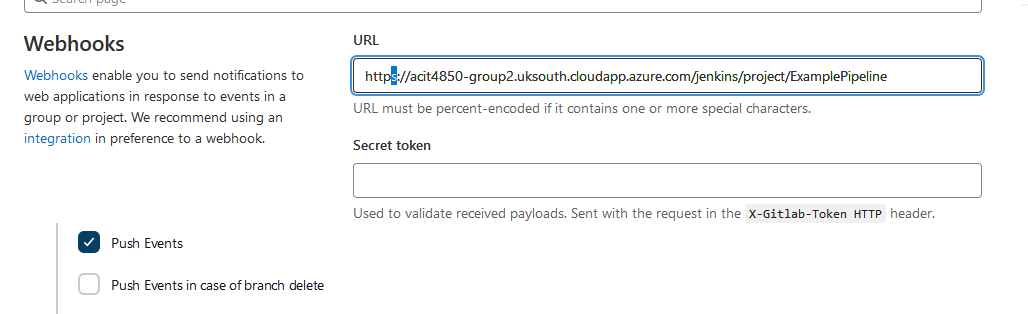 Search page
Webhooks
Webhooks enable you to send notifications to
web applications in response to events in a
group or project. We recommend using an
integration in preference to a webhook.
URL
https://acit4850-group2.uksouth.cloudapp.azure.com/jenkins/project/ExamplePipeline
URL must be percent-encoded if it contains one or more special characters.
Secret token
Used to validate received payloads. Sent with the request in the X-Gitlab-Token HTTP header.
Push Events
Push Events in case of branch delete